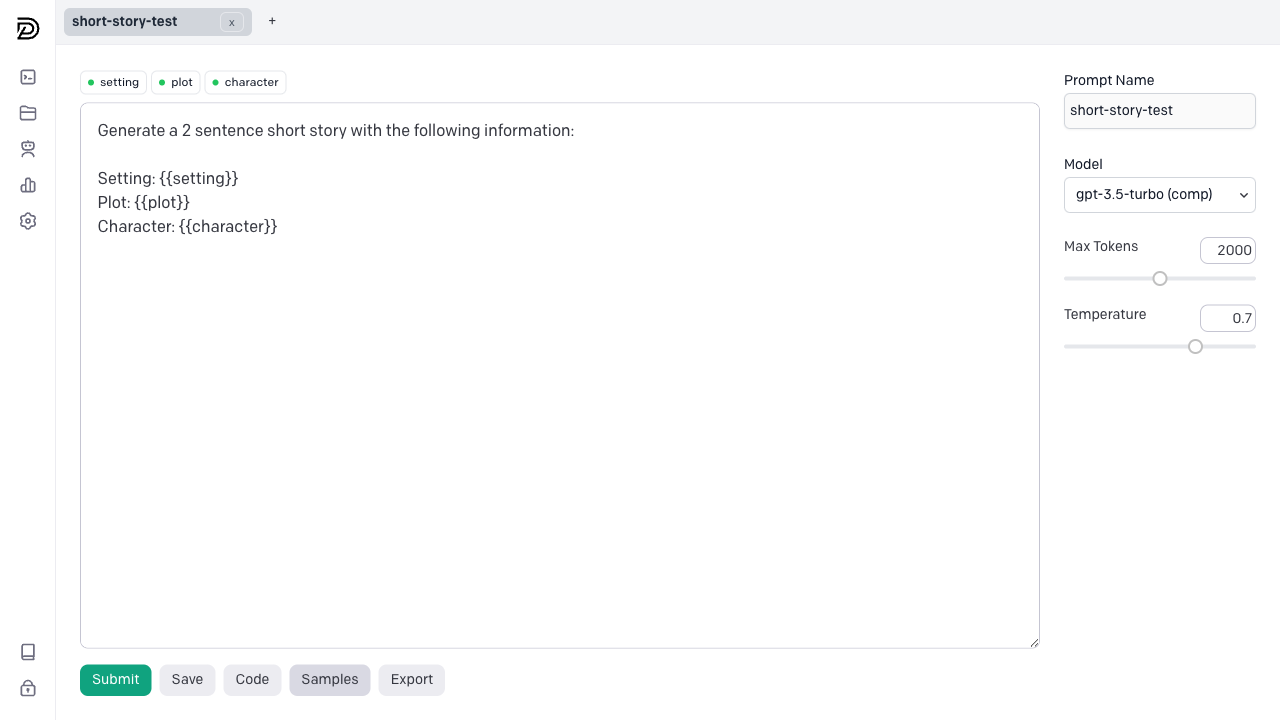 short-story-test x +
setting plot character
Generate a 2 sentence short story with the following information:
Setting: {{setting}}
Plot: {{plot}}
Character: {{character}}
Submit Save Code Samples Export
Prompt Name
short-story-test
Model
gpt-3.5-turbo (comp)
Max Tokens 2000
Temperature 0.7